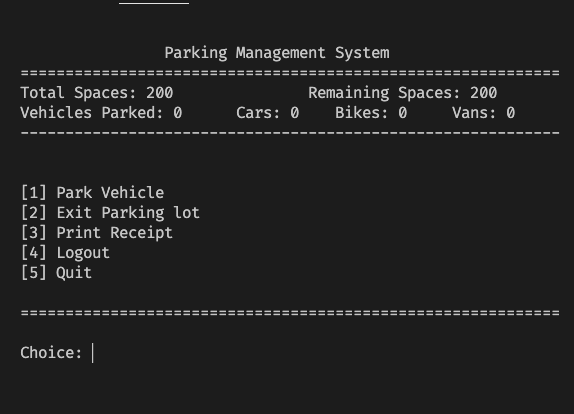 Parking Management System
============================================================
Total Spaces: 200 Remaining Spaces: 200
Vehicles Parked: 0 Cars: 0 Bikes: 0 Vans: 0
------------------------------------------------------------
[1] Park Vehicle
[2] Exit Parking lot
[3] Print Receipt
[4] Logout
[5] Quit
============================================================
Choice: